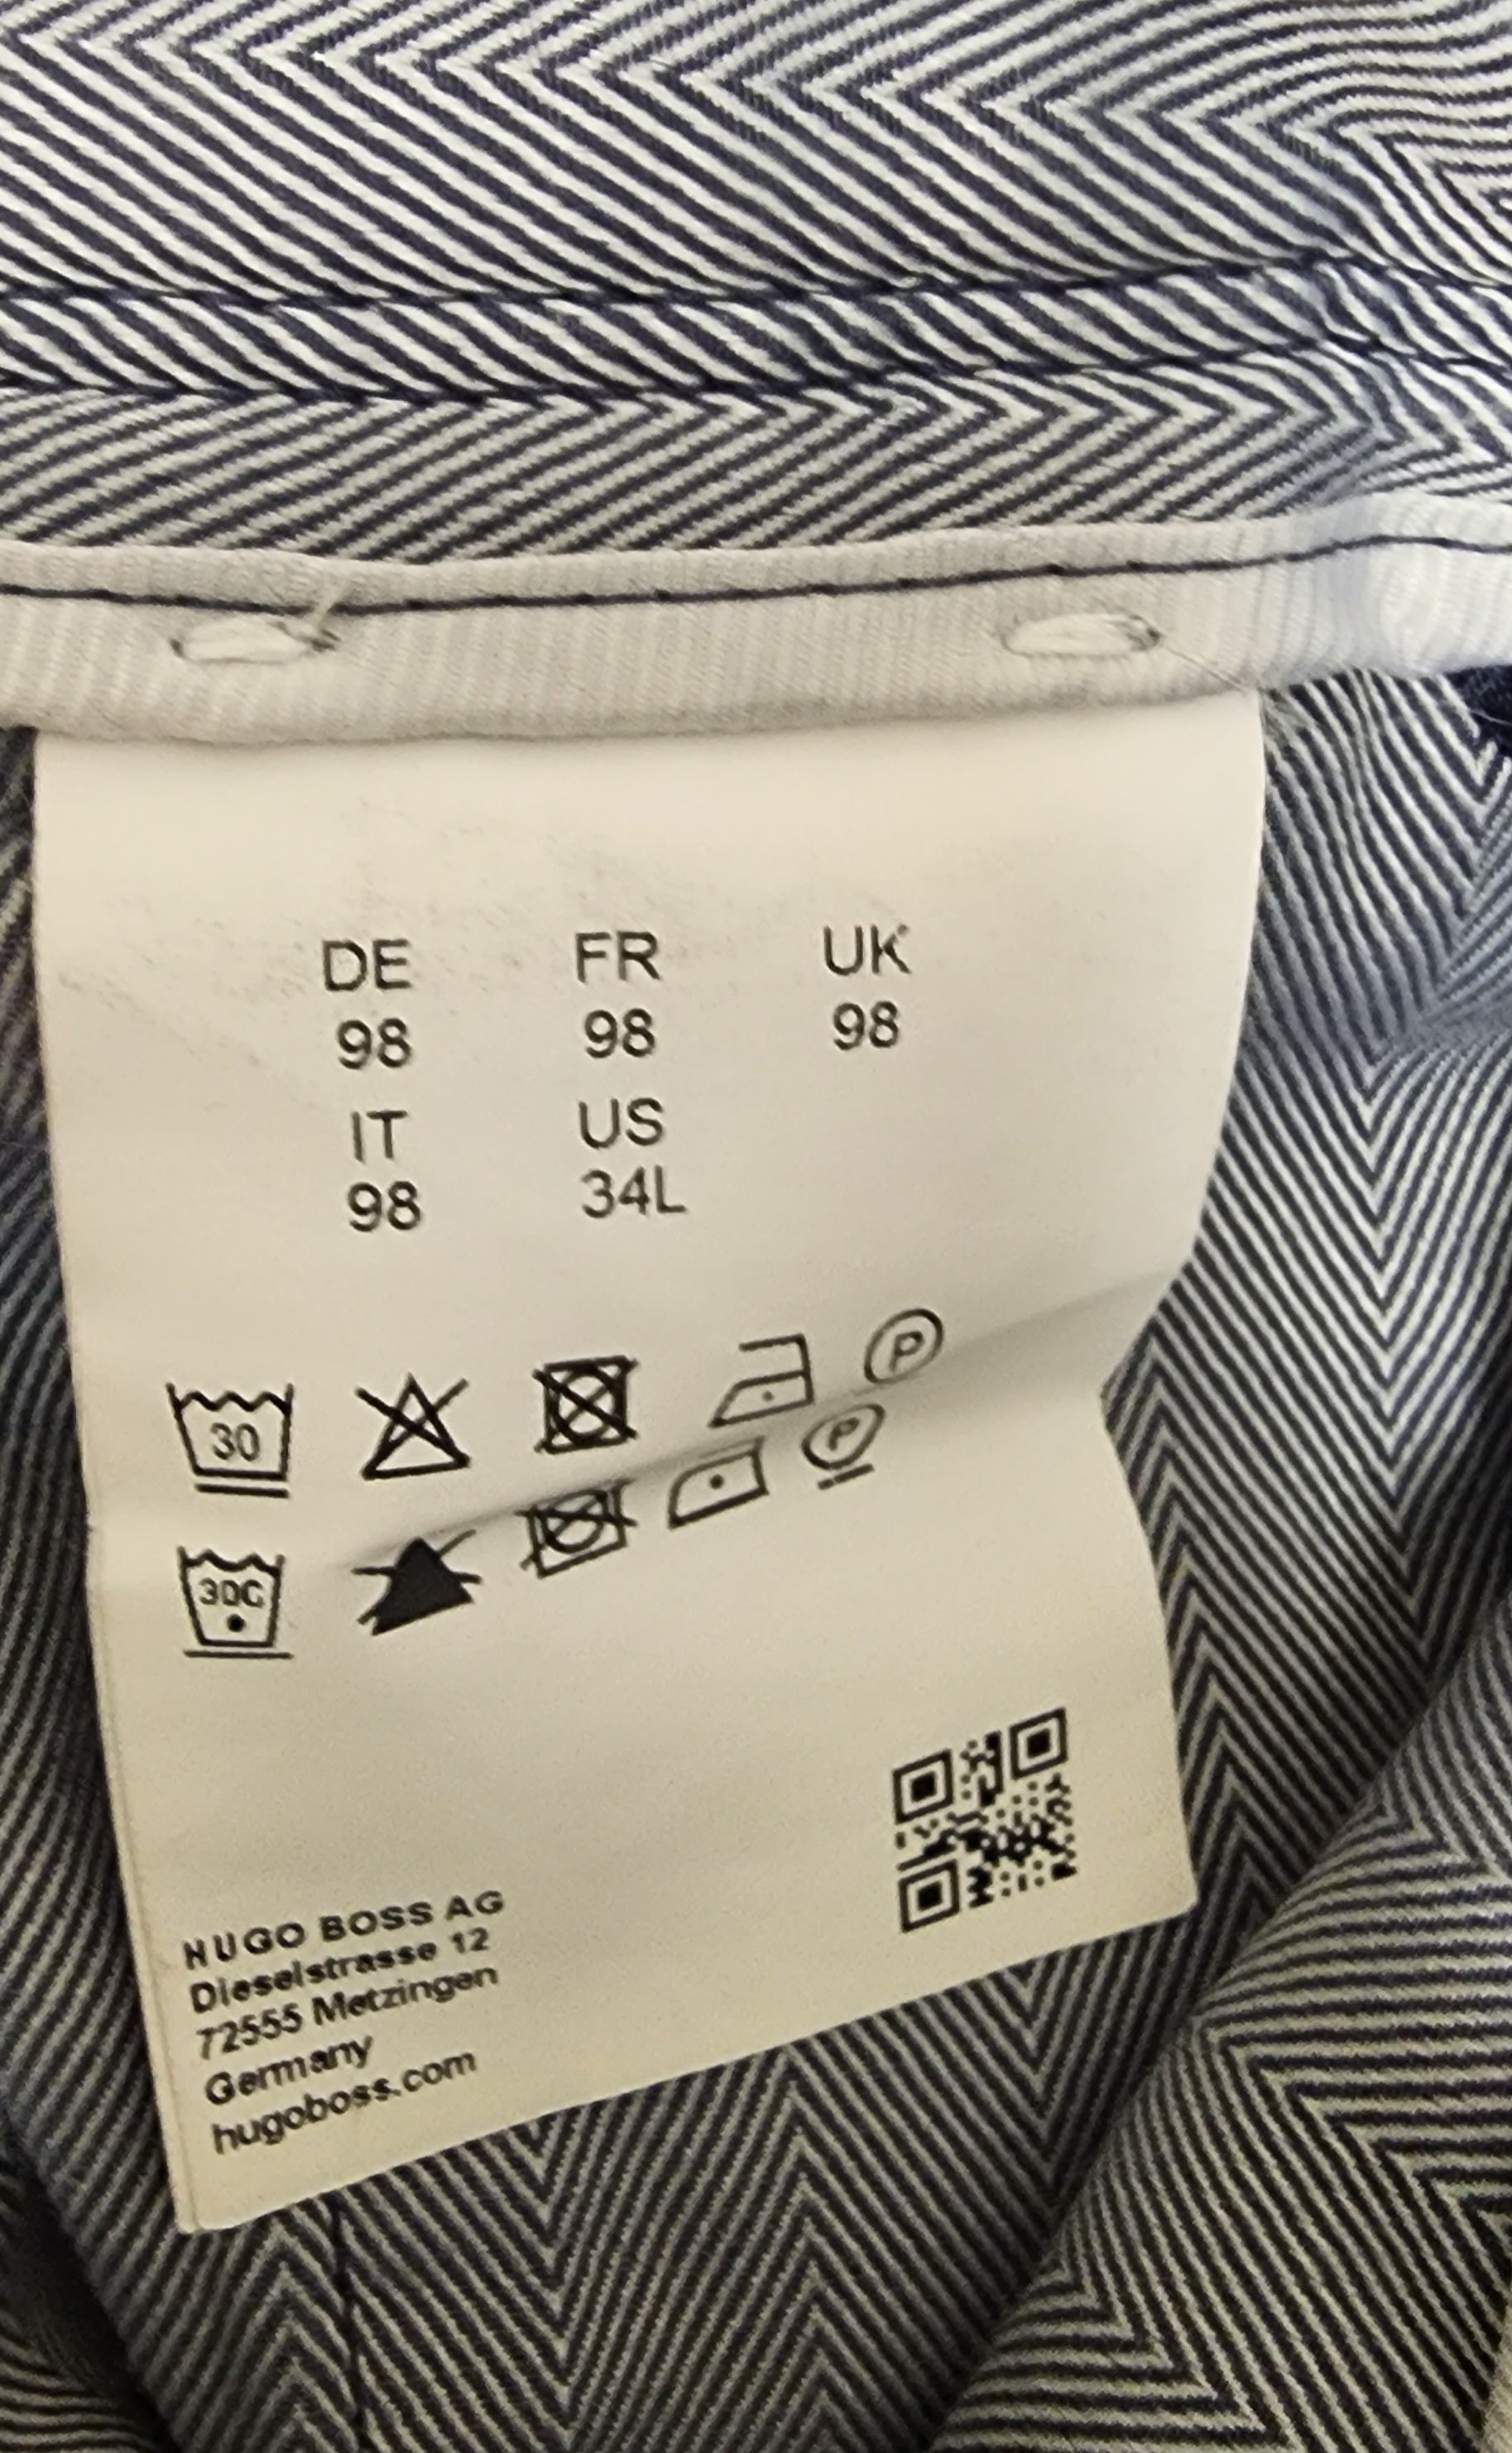 DE FR UK
98 98 98
IT US
98 34L
30 P
P
30C
HUGO BOSS AG
Dieselstrasse 12
72555 Metzingen
Germany
hugoboss.com